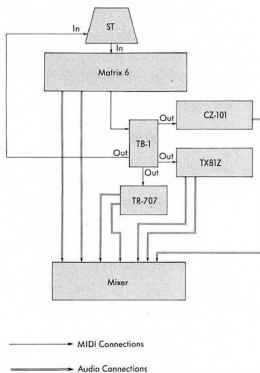 In
ST
In
Matrix 6
Out
CZ-101
TB-1
Out
Out
TX81Z
Out
TR-707
Mixer
MIDI Connections
Audio Connections